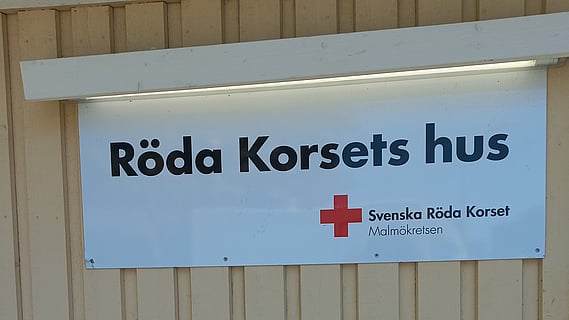 Röda Korsets hus
Svenska Röda Korset
Malmökretsen